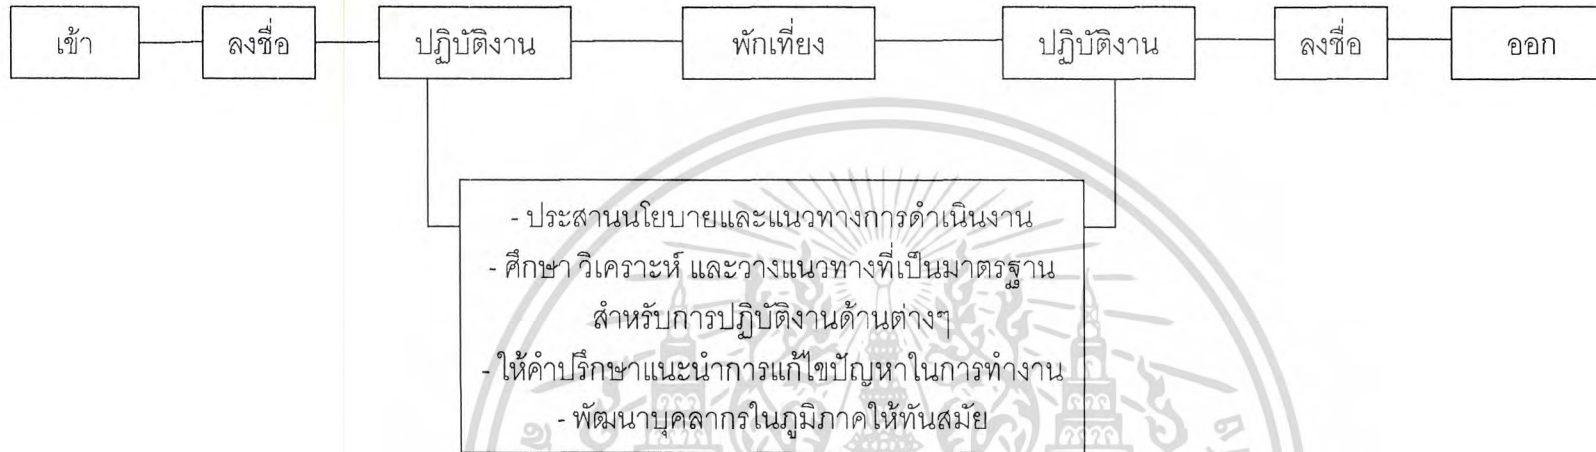 เข้า
ลงชื่อ
ปฏิบัติงาน
พักเที่ยง
ปฏิบัติงาน
ลงชื่อ
ออก
- ประสานนโยบายและแนวทางการดำเนินงาน
- ศึกษา วิเคราะห์ และวางแนวทางที่เป็นมาตรฐาน
สำหรับการปฏิบัติงานด้านต่างๆ
- ให้คำปรึกษาแนะนำการแก้ไขปัญหาในการทำงาน
- พัฒนาบุคลากรในภูมิภาคให้ทันสมัย